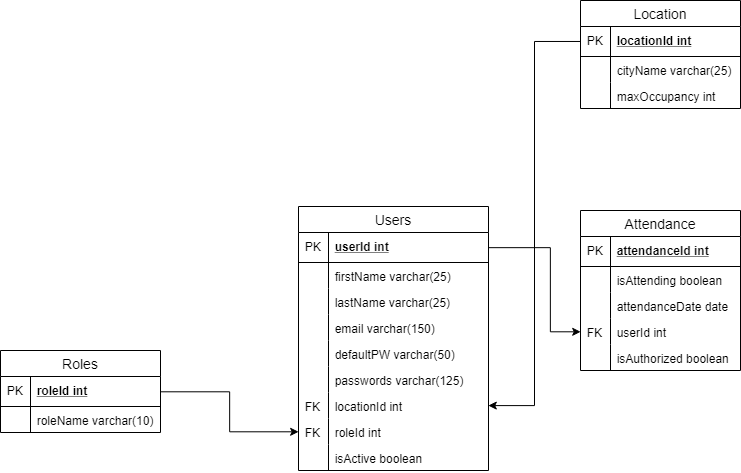 Location
PK locationId int
cityName varchar(25)
maxOccupancy int
Users
PK userId int
firstName varchar(25)
lastName varchar(25)
email varchar(150)
defaultPW varchar(50)
passwords varchar(125)
FK locationId int
FK roleId int
isActive boolean
Attendance
PK attendanceId int
isAttending boolean
attendanceDate date
FK userId int
isAuthorized boolean
Roles
PK roleId int
roleName varchar(10)